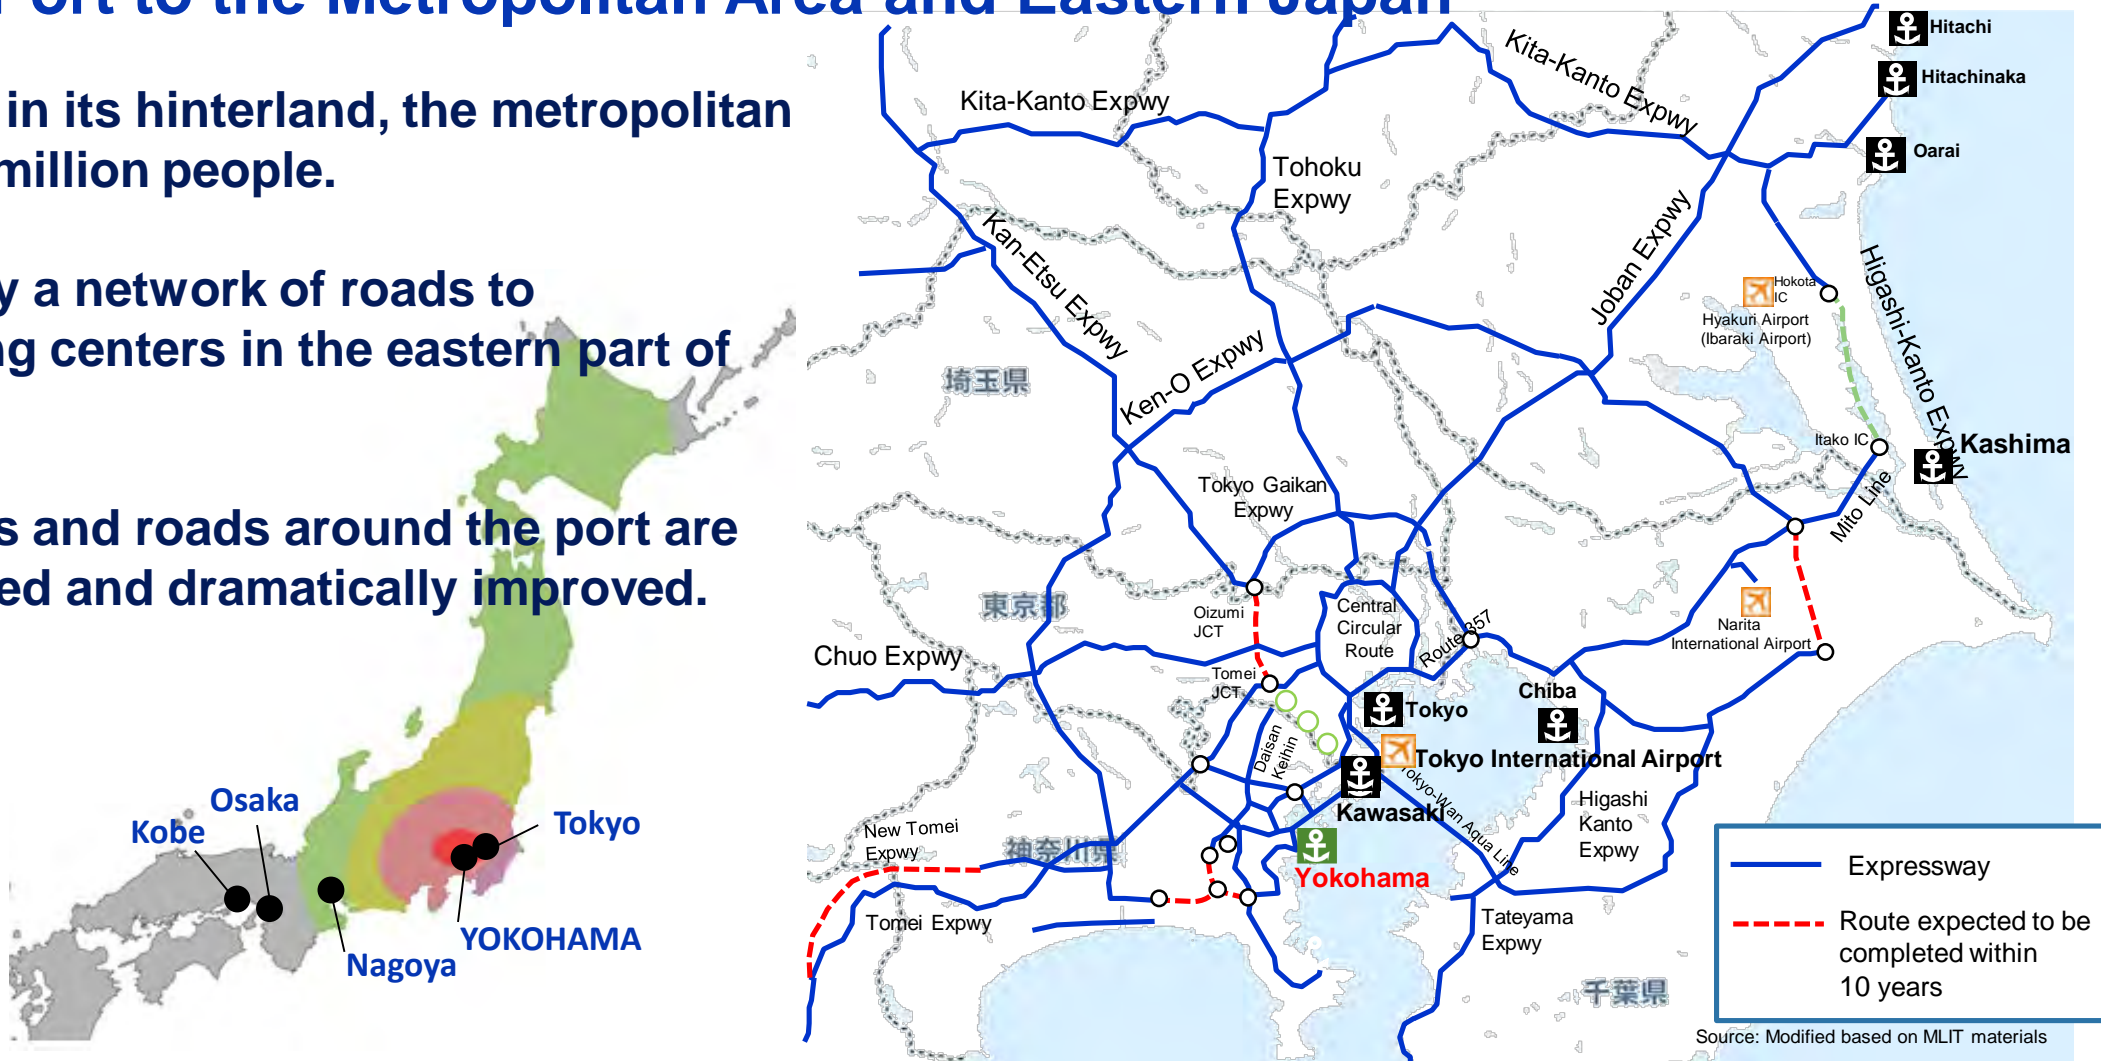 ort to the Metropolitan Area and Eastern Japan
in its hinterland, the metropolitan
million people.
y a network of roads to
ng centers in the eastern part of
s and roads around the port are
ed and dramatically improved.
Kobe
Osaka
Tokyo
YOKOHAMA
Nagoya
Hitachi
Hitachinaka
Oarai
Kita-Kanto Expwy
Kita-Kanto Expwy
Tohoku
Expwy
Kan-Etsu Expwy
Joban Expwy
Higashi-Kanto Expwy
Hokota
IC
Hyakuri Airport
(Ibaraki Airport)
Ken-O Expwy
埼玉県
Itako IC
Kashima
Mito Line
Tokyo Gaikan
Expwy
東京都
Oizumi
JCT
Central
Circular
Route
Route 357
Narita
International Airport
Chuo Expwy
Tomei
JCT
Chiba
Tokyo
Daisan
Keihin
Tokyo International Airport
Tokyo-Wan Aqua Line
Kawasaki
Higashi
Kanto
Expwy
New Tomei
Expwy
神奈川県
Yokohama
Tomei Expwy
Tateyama
Expwy
千葉県
Expressway
Route expected to be
completed within
10 years
Source: Modified based on MLIT materials